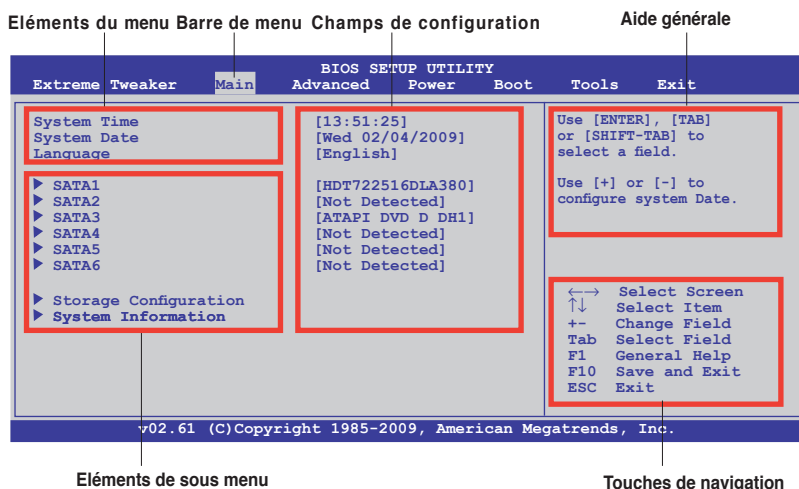 Eléments du menu Barre de menu Champs de configuration Aide générale
BIOS SETUP UTILITY
Extreme Tweaker Main Advanced Power Boot Tools Exit
System Time [13:51:25]
System Date [Wed 02/04/2009]
Language [English]
SATA1 [HDT722516DLA380]
SATA2 [Not Detected]
SATA3 [ATAPI DVD D DH1]
SATA4 [Not Detected]
SATA5 [Not Detected]
SATA6 [Not Detected]
Storage Configuration
System Information
Use [ENTER], [TAB]
or [SHIFT-TAB] to
select a field.
Use [+] or [-] to
configure system Date.
←→ Select Screen
↑↓ Select Item
+- Change Field
Tab Select Field
F1 General Help
F10 Save and Exit
ESC Exit
v02.61 (C)Copyright 1985-2009, American Megatrends, Inc.
Eléments de sous menu Touches de navigation